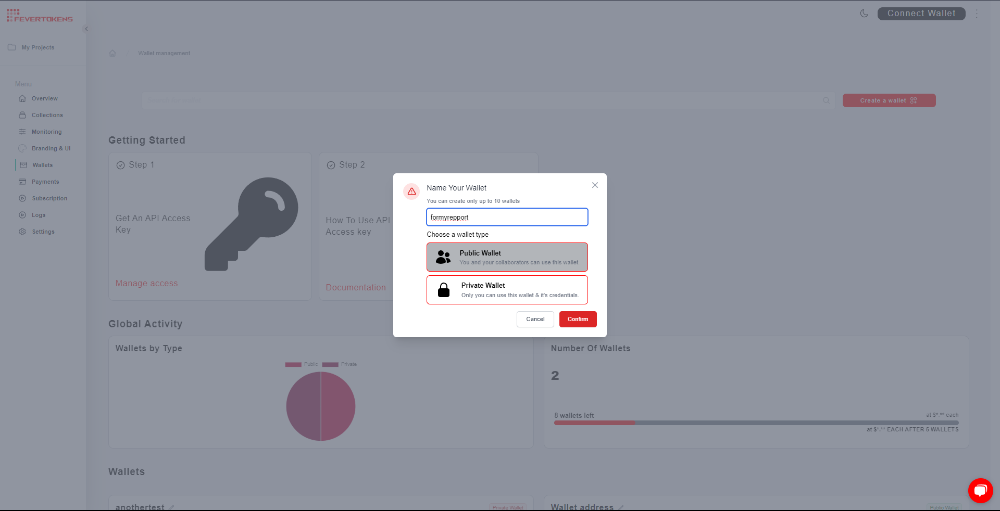 FEVERTOKENS
Connect Wallet
My Projects
Wallet management
Menu
Overview
Collections
Monitoring
Branding & UI
Wallets
Payments
Subscription
Logs
Settings
Create a wallet
Getting Started
Step 1
Get An API Access
Key
Manage access
Step 2
How To Use API
Access key
Documentation
Name Your Wallet
You can create only up to 10 wallets
formyrepport
Choose a wallet type
Public Wallet
You and your collaborators can use this wallet.
Private Wallet
Only you can use this wallet & it's credentials.
Cancel
Confirm
Global Activity
Wallets by Type
Public
Private
Number Of Wallets
2
8 wallets left
at $*.** each
at $*.** EACH AFTER 5 WALLETS
Wallets
anothertest
Private Wallet
Wallet address
Public Wallet